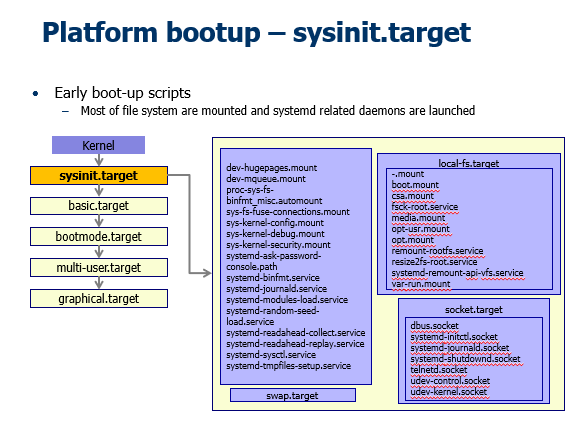 Platform bootup – sysinit.target
• Early boot-up scripts
– Most of file system are mounted and systemd related daemons are launched
Kernel
sysinit.target
basic.target
bootmode.target
multi-user.target
graphical.target
dev-hugepages.mount
dev-mqueue.mount
proc-sys-fs-
binfmt_misc.automount
sys-fs-fuse-connections.mount
sys-kernel-config.mount
sys-kernel-debug.mount
sys-kernel-security.mount
systemd-ask-password-
console.path
systemd-binfmt.service
systemd-journald.service
systemd-modules-load.service
systemd-random-seed-
load.service
systemd-readahead-collect.service
systemd-readahead-replay.service
systemd-sysctl.service
systemd-tmpfiles-setup.service
swap.target
local-fs.target
-.mount
boot.mount
csa.mount
fsck-root.service
media.mount
opt-usr.mount
opt.mount
remount-rootfs.service
resize2fs-root.service
systemd-remount-api-vfs.service
var-run.mount
socket.target
dbus.socket
systemd-initctl.socket
systemd-journald.socket
systemd-shutdownd.socket
telnetd.socket
udev-control.socket
udev-kernel.socket